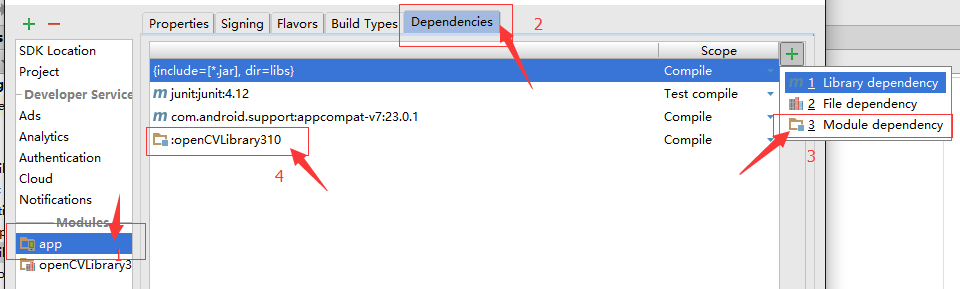 Properties Signing Flavors Build Types Dependencies 2
SDK Location
Project
Developer Service
Ads
Analytics
Authentication
Cloud
Notifications
Modules
app 1
openCVLibrary3
Scope
{include=[*.jar], dir=libs} Compile
junit:junit:4.12 Test compile
com.android.support:appcompat-v7:23.0.1 Compile
:openCVLibrary310 Compile
4
m 1 Library dependency
2 File dependency
3 Module dependency
3